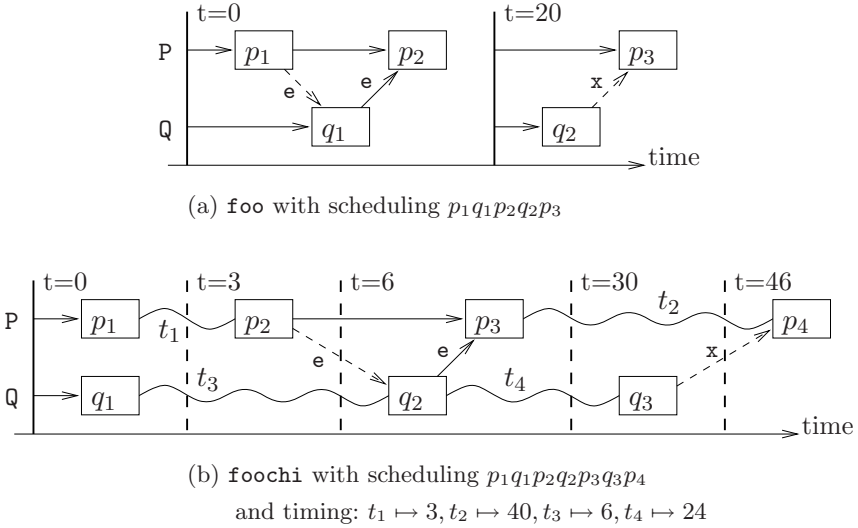 t=0 t=20
P p1 p2 p3
e e x
Q q1 q2
time
(a) foo with scheduling p1q1p2q2p3
t=0 t=3 t=6 t=30 t=46
P p1 t1 p2 p3 t2 p4
e e x
Q q1 t3 q2 t4 q3
time
(b) foochi with scheduling p1q1p2q2p3q3p4
and timing: t1 ↦ 3, t2 ↦ 40, t3 ↦ 6, t4 ↦ 24